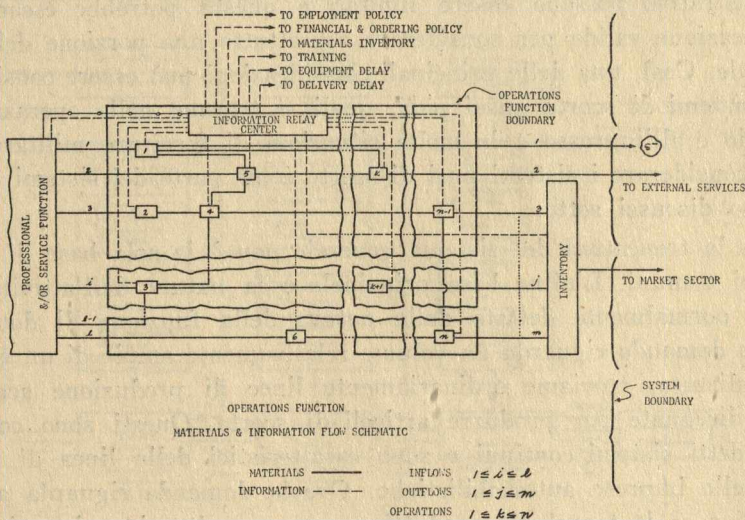 TO EMPLOYMENT POLICY
TO FINANCIAL & ORDERING POLICY
TO MATERIALS INVENTORY
TO TRAINING
TO EQUIPMENT DELAY
TO DELIVERY DELAY
OPERATIONS
FUNCTION
BOUNDARY
INFORMATION RELAY
CENTER
PROFESSIONAL
&/OR SERVICE FUNCTION
1
1
2
5
k
2
TO EXTERNAL SERVICES
3
2
4
n-1
3
INVENTORY
TO MARKET SECTOR
i
3
k+1
j
l-1
l
6
n
m
OPERATIONS FUNCTION
MATERIALS & INFORMATION FLOW SCHEMATIC
SYSTEM
BOUNDARY
MATERIALS
INFLOWS 1 ≤ i ≤ l
INFORMATION
OUTFLOWS 1 ≤ j ≤ m
OPERATIONS 1 ≤ k ≤ n